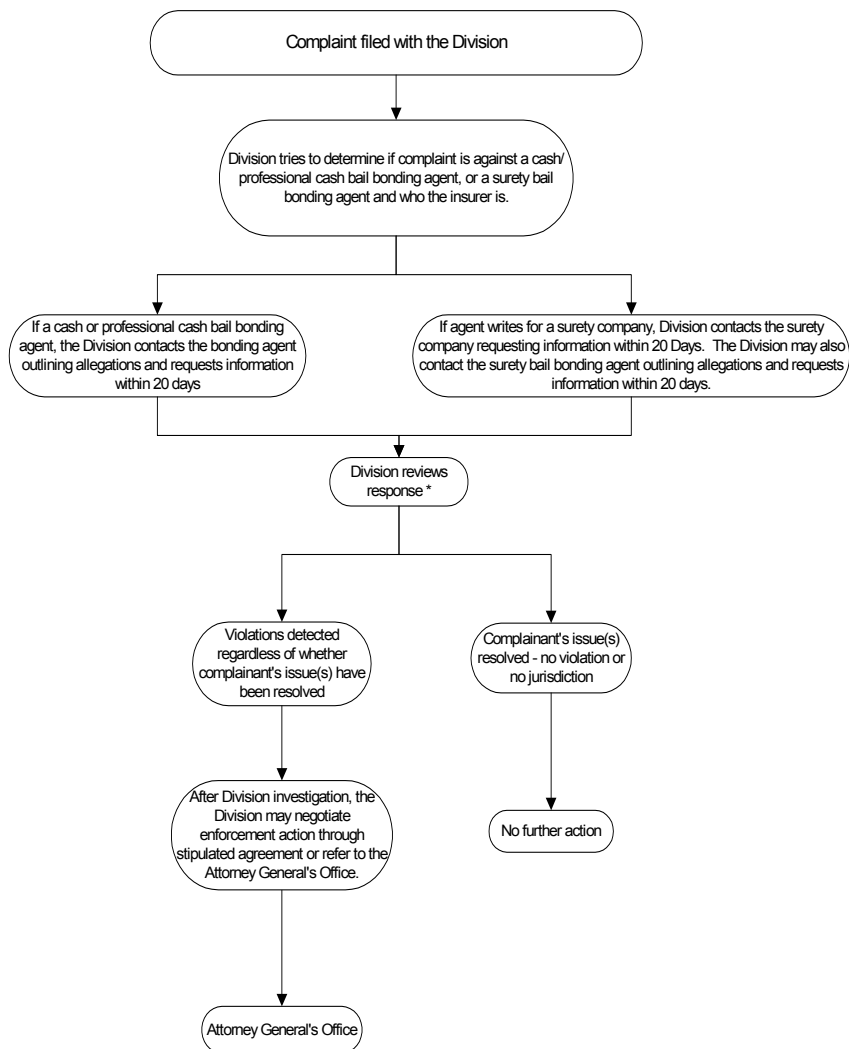 Complaint filed with the Division
Division tries to determine if complaint is against a cash/
professional cash bail bonding agent, or a surety bail
bonding agent and who the insurer is.
If a cash or professional cash bail bonding
agent, the Division contacts the bonding agent
outlining allegations and requests information
within 20 days
If agent writes for a surety company, Division contacts the surety
company requesting information within 20 Days.  The Division may also
contact the surety bail bonding agent outlining allegations and requests
information within 20 days.
Division reviews
response *
Violations detected
regardless of whether
complainant's issue(s) have
been resolved
Complainant's issue(s)
resolved - no violation or
no jurisdiction
After Division investigation, the
Division may negotiate
enforcement action through
stipulated agreement or refer to the
Attorney General's Office.
No further action
Attorney General's Office